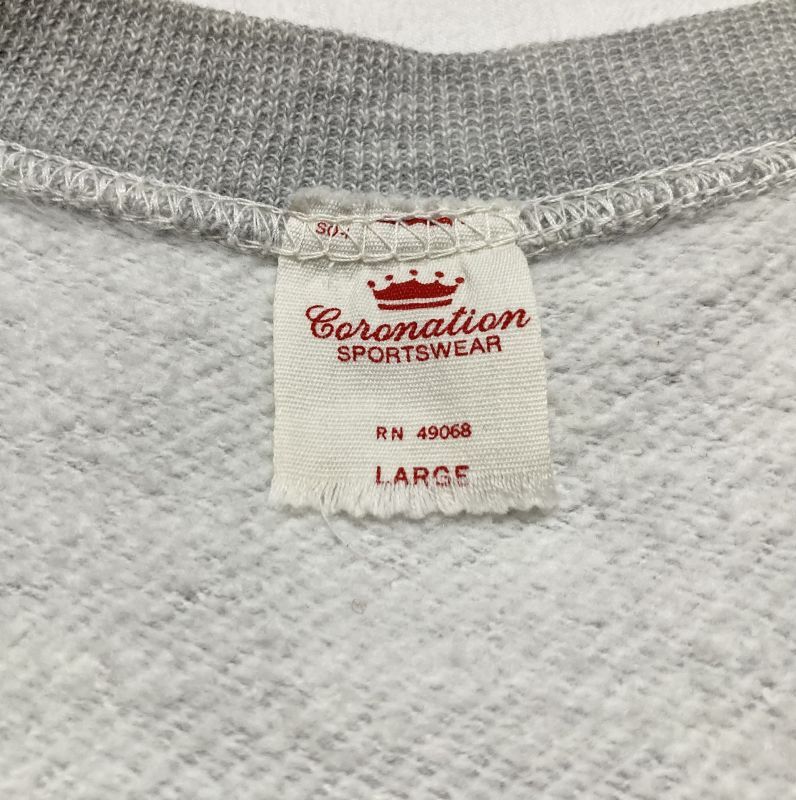 Coronation
SPORTSWEAR
RN 49068
LARGE